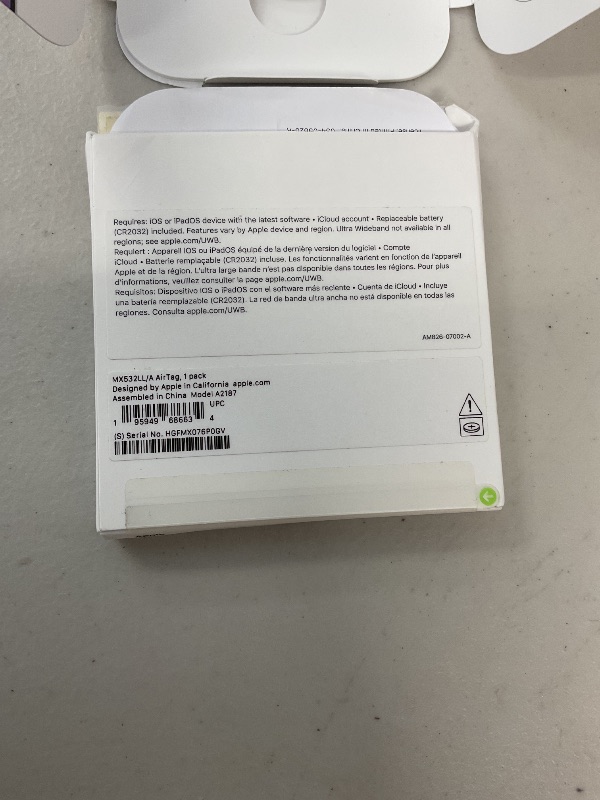 Requires: iOS or iPadOS device with the latest software • iCloud account • Replaceable battery
(CR2032) included. Features vary by Apple device and region. Ultra Wideband not available in all
regions; see apple.com/UWB.
Requiert : Appareil iOS ou iPadOS équipé de la dernière version du logiciel • Compte
iCloud • Batterie remplaçable (CR2032) incluse. Les fonctionnalités varient en fonction de l'appareil
Apple et de la région. L'ultra large bande n'est pas disponible dans toutes les régions. Pour plus
d'informations, veuillez consulter la page apple.com/UWB.
Requisitos: Dispositivo iOS o iPadOS con el software más reciente • Cuenta de iCloud • Incluye
una batería reemplazable (CR2032). La red de banda ultra ancha no está disponible en todas las
regiones. Consulta apple.com/UWB.
AM826-07002-A
MX532LL/A AirTag, 1 pack
Designed by Apple in California apple.com
Assembled in China Model A2187
UPC
1 95949 68663 4
(S) Serial No. HGFMX076P0GV